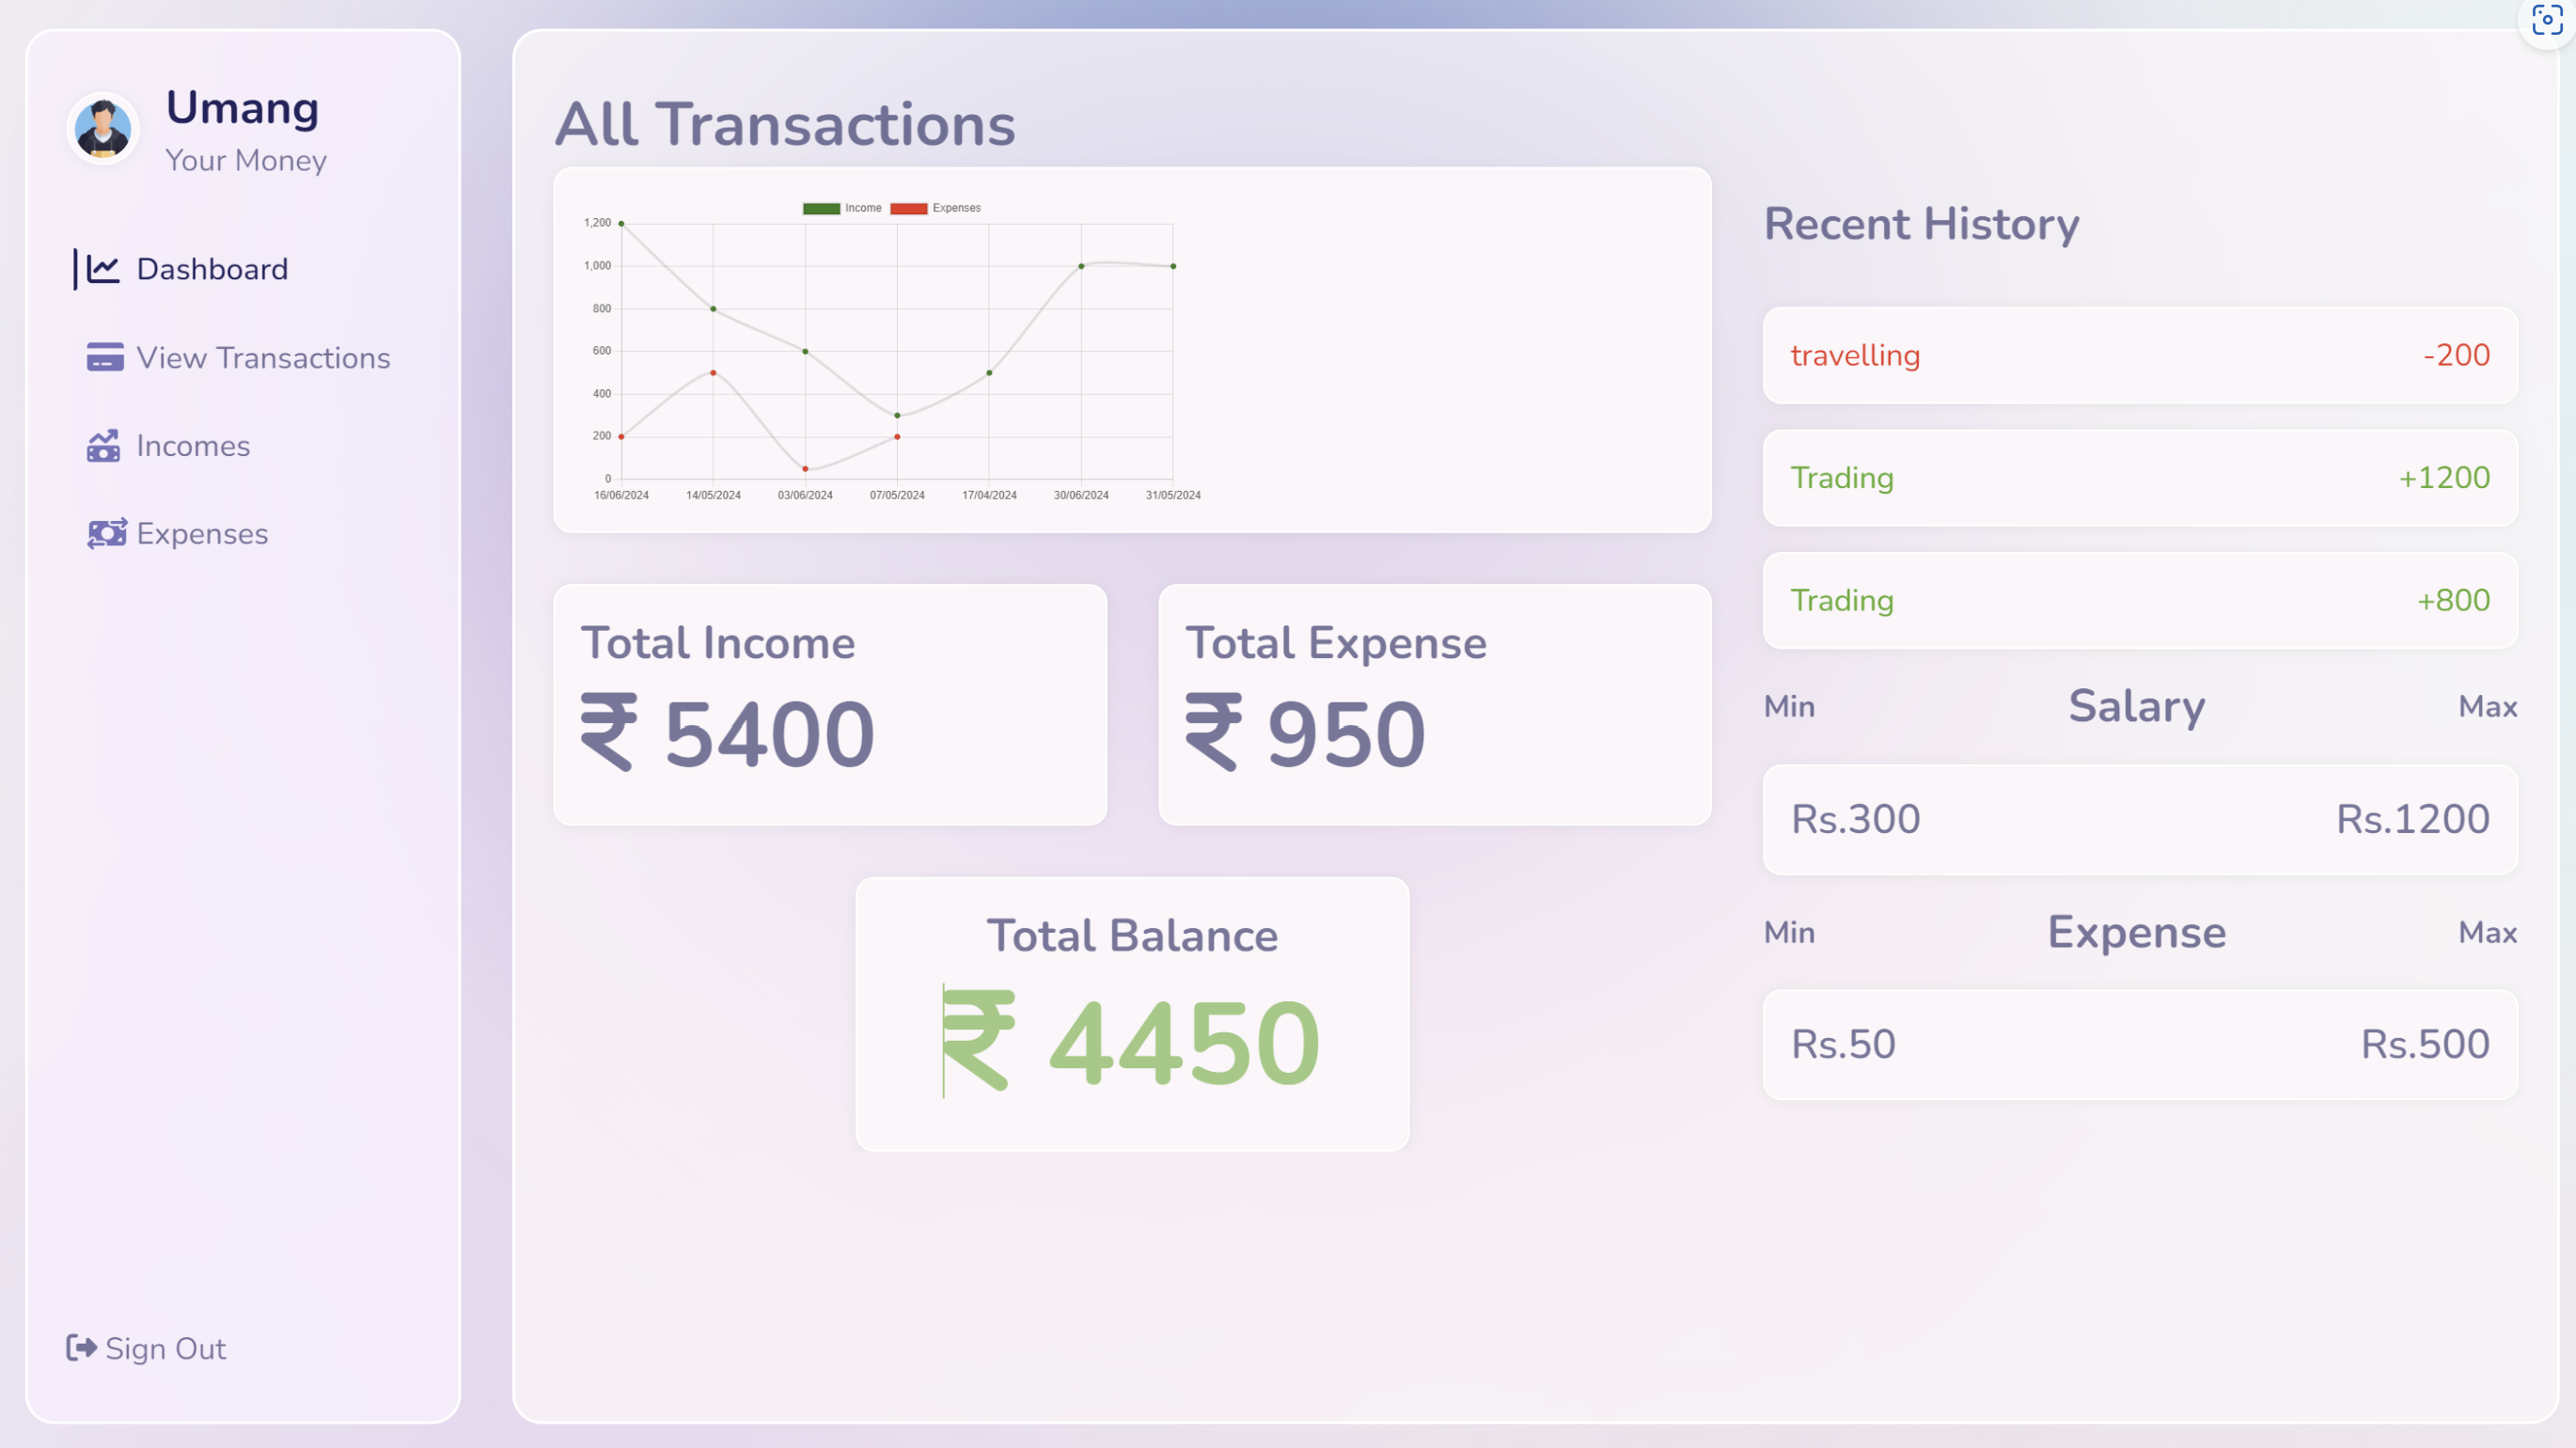 Umang
Your Money
Dashboard
View Transactions
Incomes
Expenses
Sign Out
All Transactions
Income Expenses
1,200
1,000
800
600
400
200
0
16/06/2024 14/05/2024 03/06/2024 07/05/2024 17/04/2024 30/06/2024 31/05/2024
Total Income
₹ 5400
Total Expense
₹ 950
Total Balance
₹ 4450
Recent History
travelling -200
Trading +1200
Trading +800
Min Salary Max
Rs.300 Rs.1200
Min Expense Max
Rs.50 Rs.500